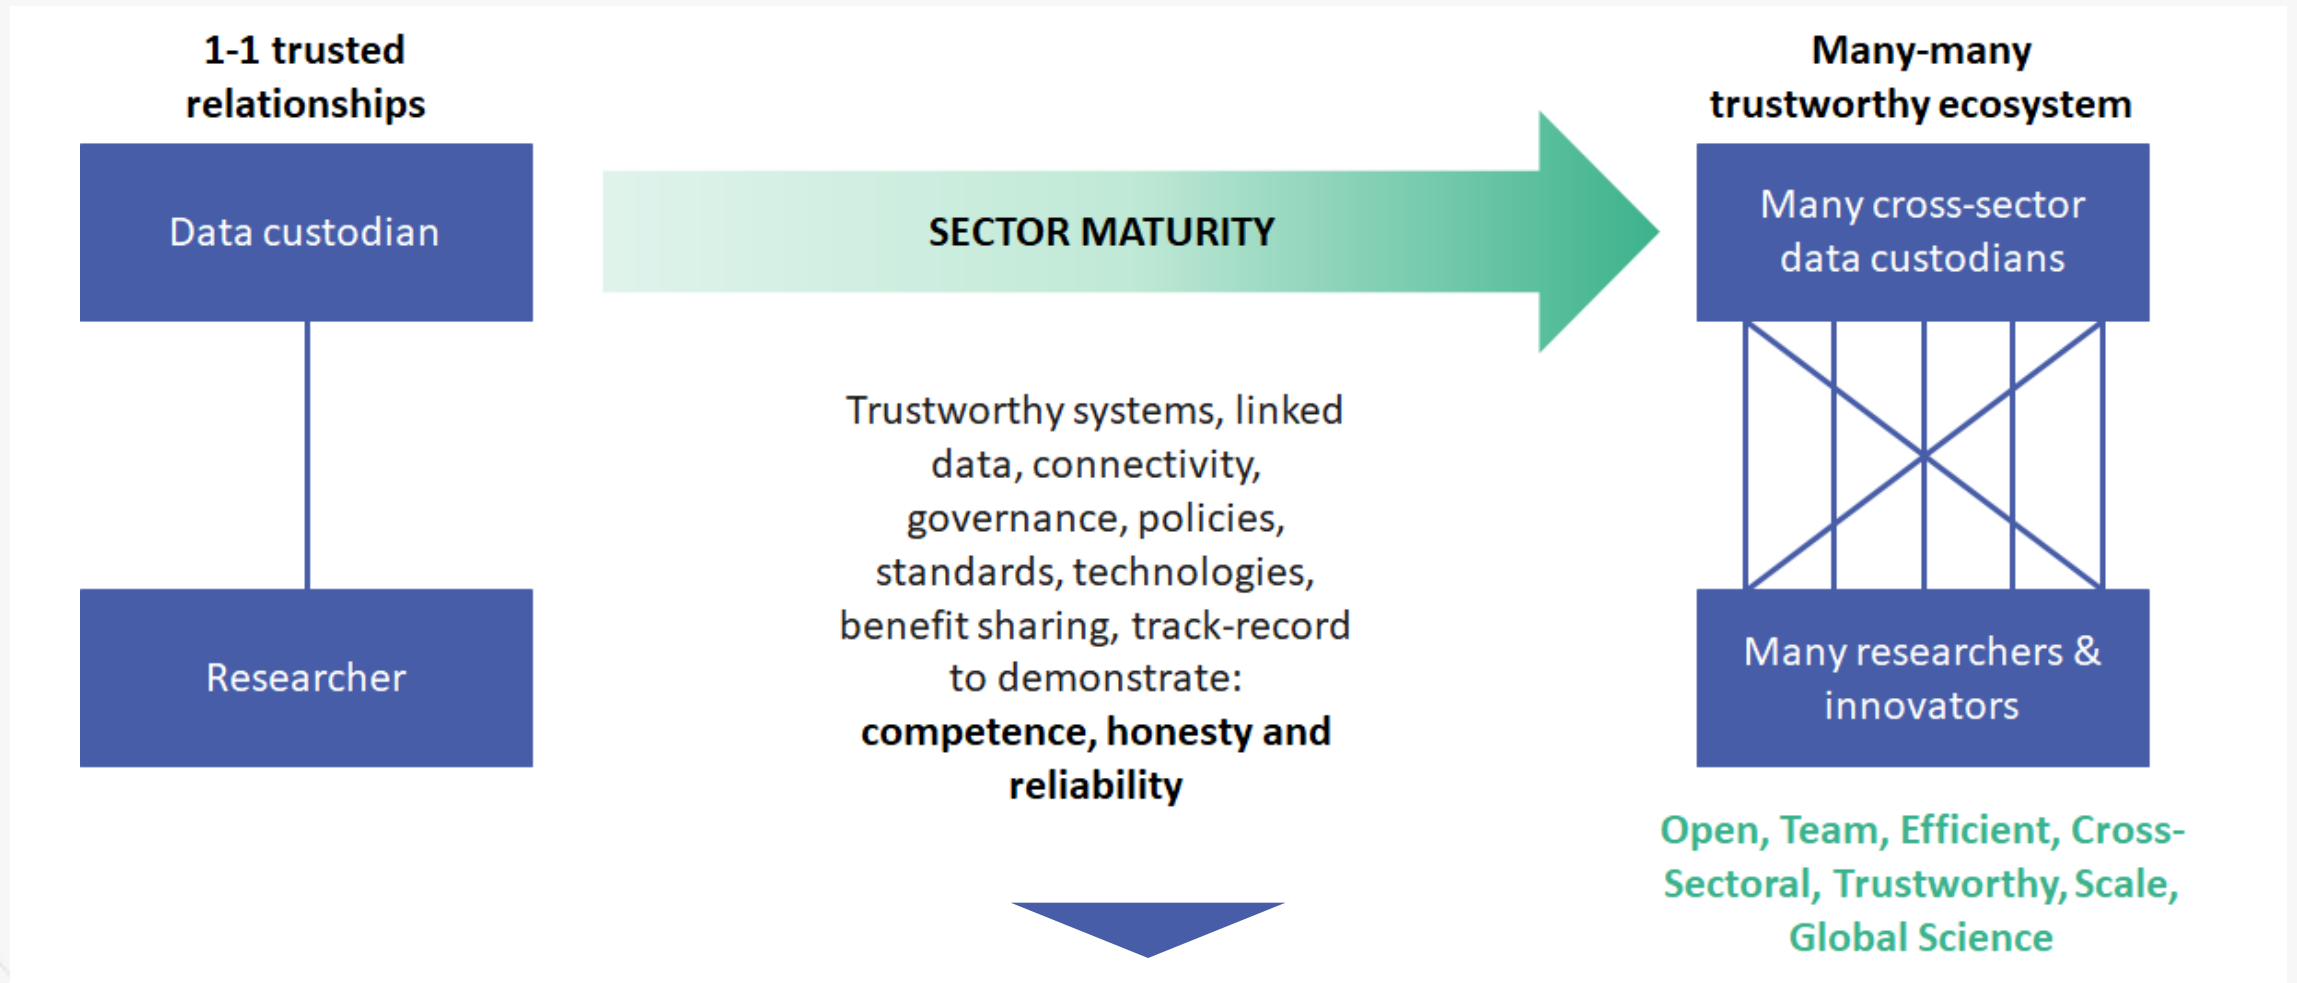 1-1 trusted
relationships
Data custodian
Researcher
SECTOR MATURITY
Trustworthy systems, linked
data, connectivity,
governance, policies,
standards, technologies,
benefit sharing, track-record
to demonstrate:
competence, honesty and
reliability
Many-many
trustworthy ecosystem
Many cross-sector
data custodians
Many researchers &
innovators
Open, Team, Efficient, Cross-
Sectoral, Trustworthy, Scale,
Global Science